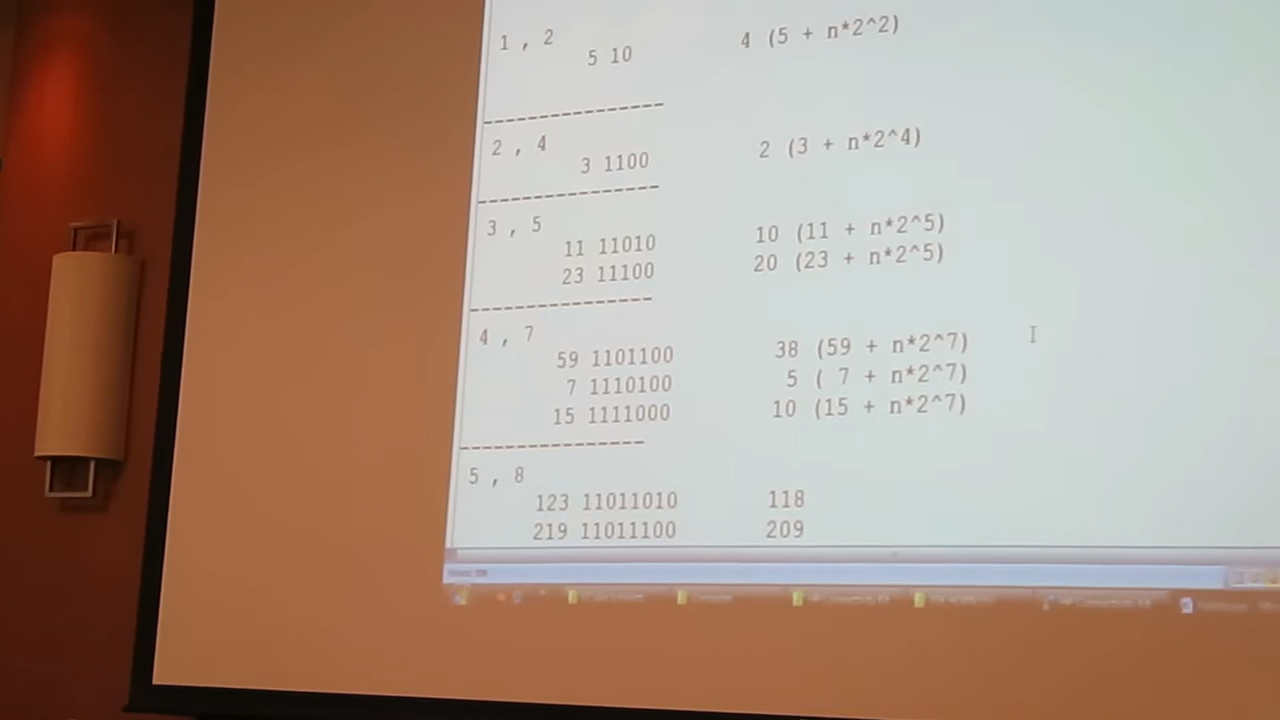 1 , 2
5 10 4 (5 + n*2^2)
----------------
2 , 4
3 1100 2 (3 + n*2^4)
----------------
3 , 5
11 11010 10 (11 + n*2^5)
23 11100 20 (23 + n*2^5)
----------------
4 , 7
59 1101100 38 (59 + n*2^7)
7 1110100 5 ( 7 + n*2^7)
15 1111000 10 (15 + n*2^7)
----------------
5 , 8
123 11011010 118
219 11011100 209